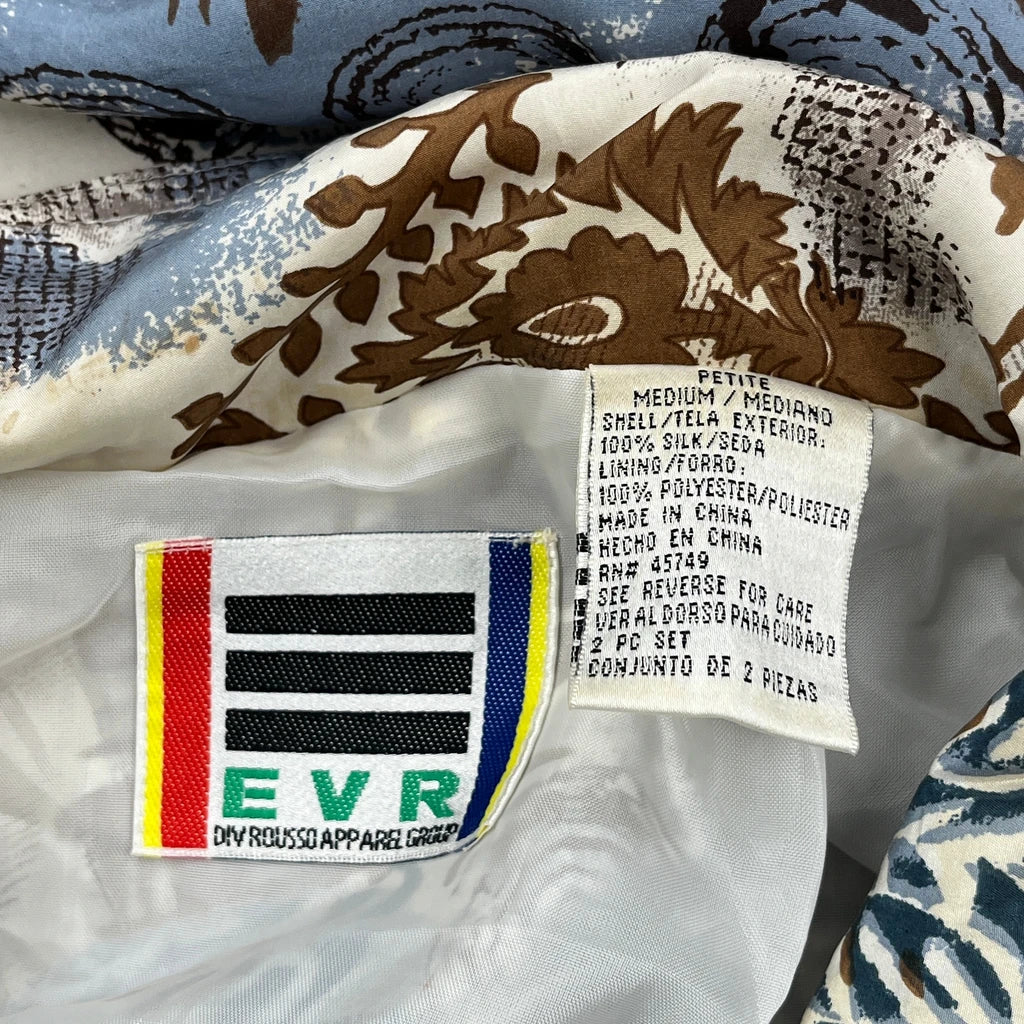 PETITE
MEDIUM / MEDIANO
SHELL/TELA EXTERIOR:
100% SILK/SEDA
LINING/FORRO:
100% POLYESTER/POLIESTER
MADE IN CHINA
HECHO EN CHINA
RN# 45749
SEE REVERSE FOR CARE
VER AL DORSO PARA CUIDADO
2 PC SET
CONJUNTO DE 2 PIEZAS
EVR
DIV ROUSSO APPAREL GROUP